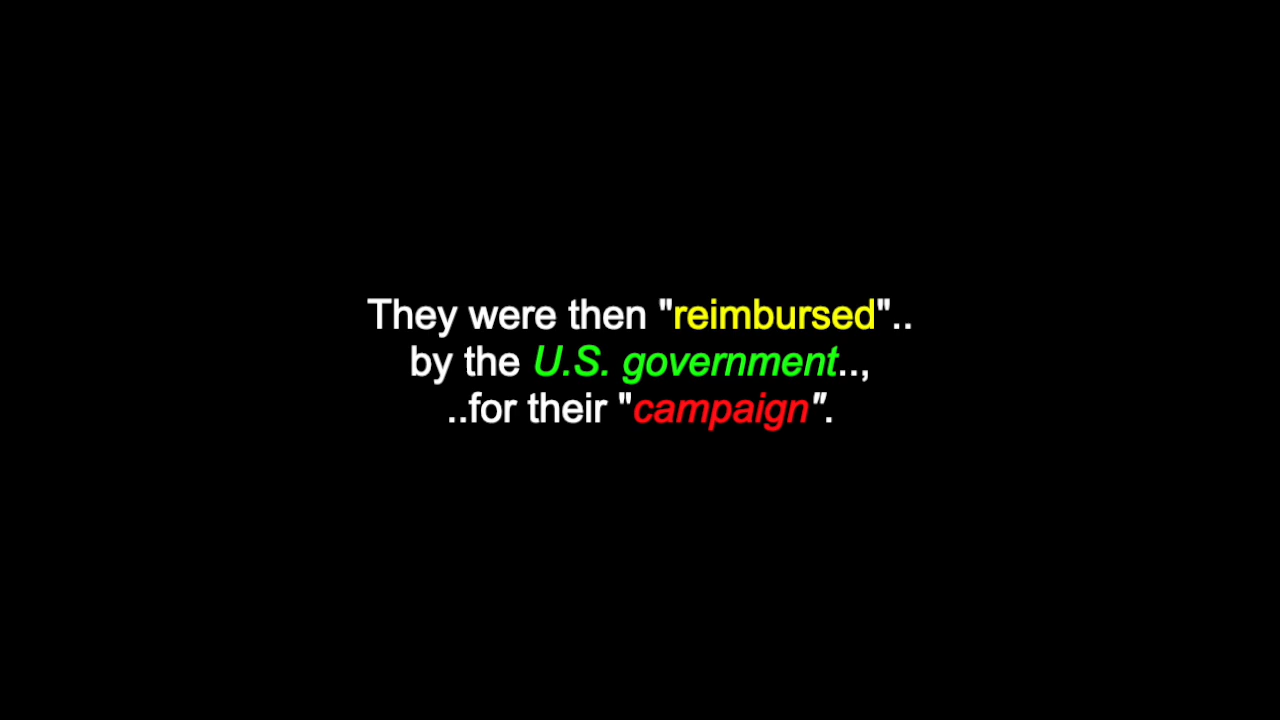 They were then "reimbursed"..
by the U.S. government..,
..for their "campaign".